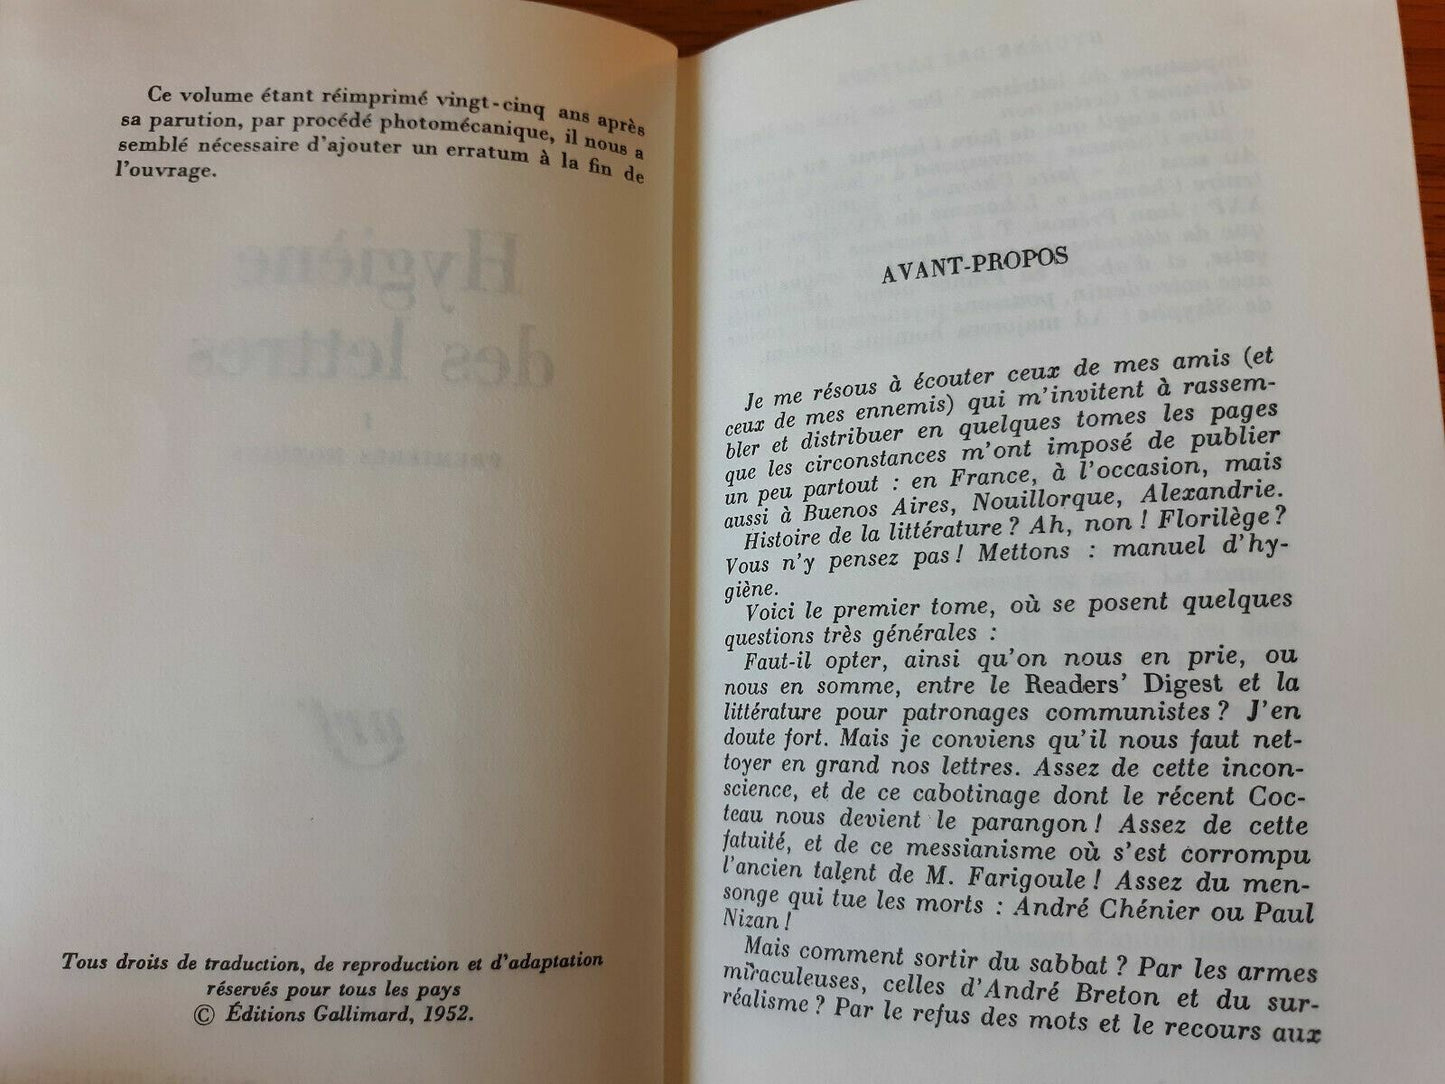 Ce volume étant réimprimé vingt-cinq ans après
sa parution, par procédé photomécanique, il nous a
semblé nécessaire d'ajouter un erratum à la fin de
l'ouvrage.
Hygiène
des lettres
nrf
Tous droits de traduction, de reproduction et d'adaptation
réservés pour tous les pays
© Éditions Gallimard, 1952.
AVANT-PROPOS
Je me résous à écouter ceux de mes amis (et
ceux de mes ennemis) qui m'invitent à rassem-
bler et distribuer en quelques tomes les pages
que les circonstances m'ont imposé de publier
un peu partout : en France, à l'occasion, mais
aussi à Buenos Aires, Nouillorque, Alexandrie.
Histoire de la littérature ? Ah, non ! Florilège ?
Vous n'y pensez pas ! Mettons : manuel d'hy-
giène.
Voici le premier tome, où se posent quelques
questions très générales :
Faut-il opter, ainsi qu'on nous en prie, ou
nous en somme, entre le Readers' Digest et la
littérature pour patronages communistes ? J'en
doute fort. Mais je conviens qu'il nous faut net-
toyer en grand nos lettres. Assez de cette incon-
science, et de ce cabotinage dont le récent Coc-
teau nous devient le parangon ! Assez de cette
fatuité, et de ce messianisme où s'est corrompu
l'ancien talent de M. Farigoule ! Assez du men-
songe qui tue les morts : André Chénier ou Paul
Nizan !
Mais comment sortir du sabbat ? Par les armes
miraculeuses, celles d'André Breton et du sur-
réalisme ? Par le refus des mots et le recours aux